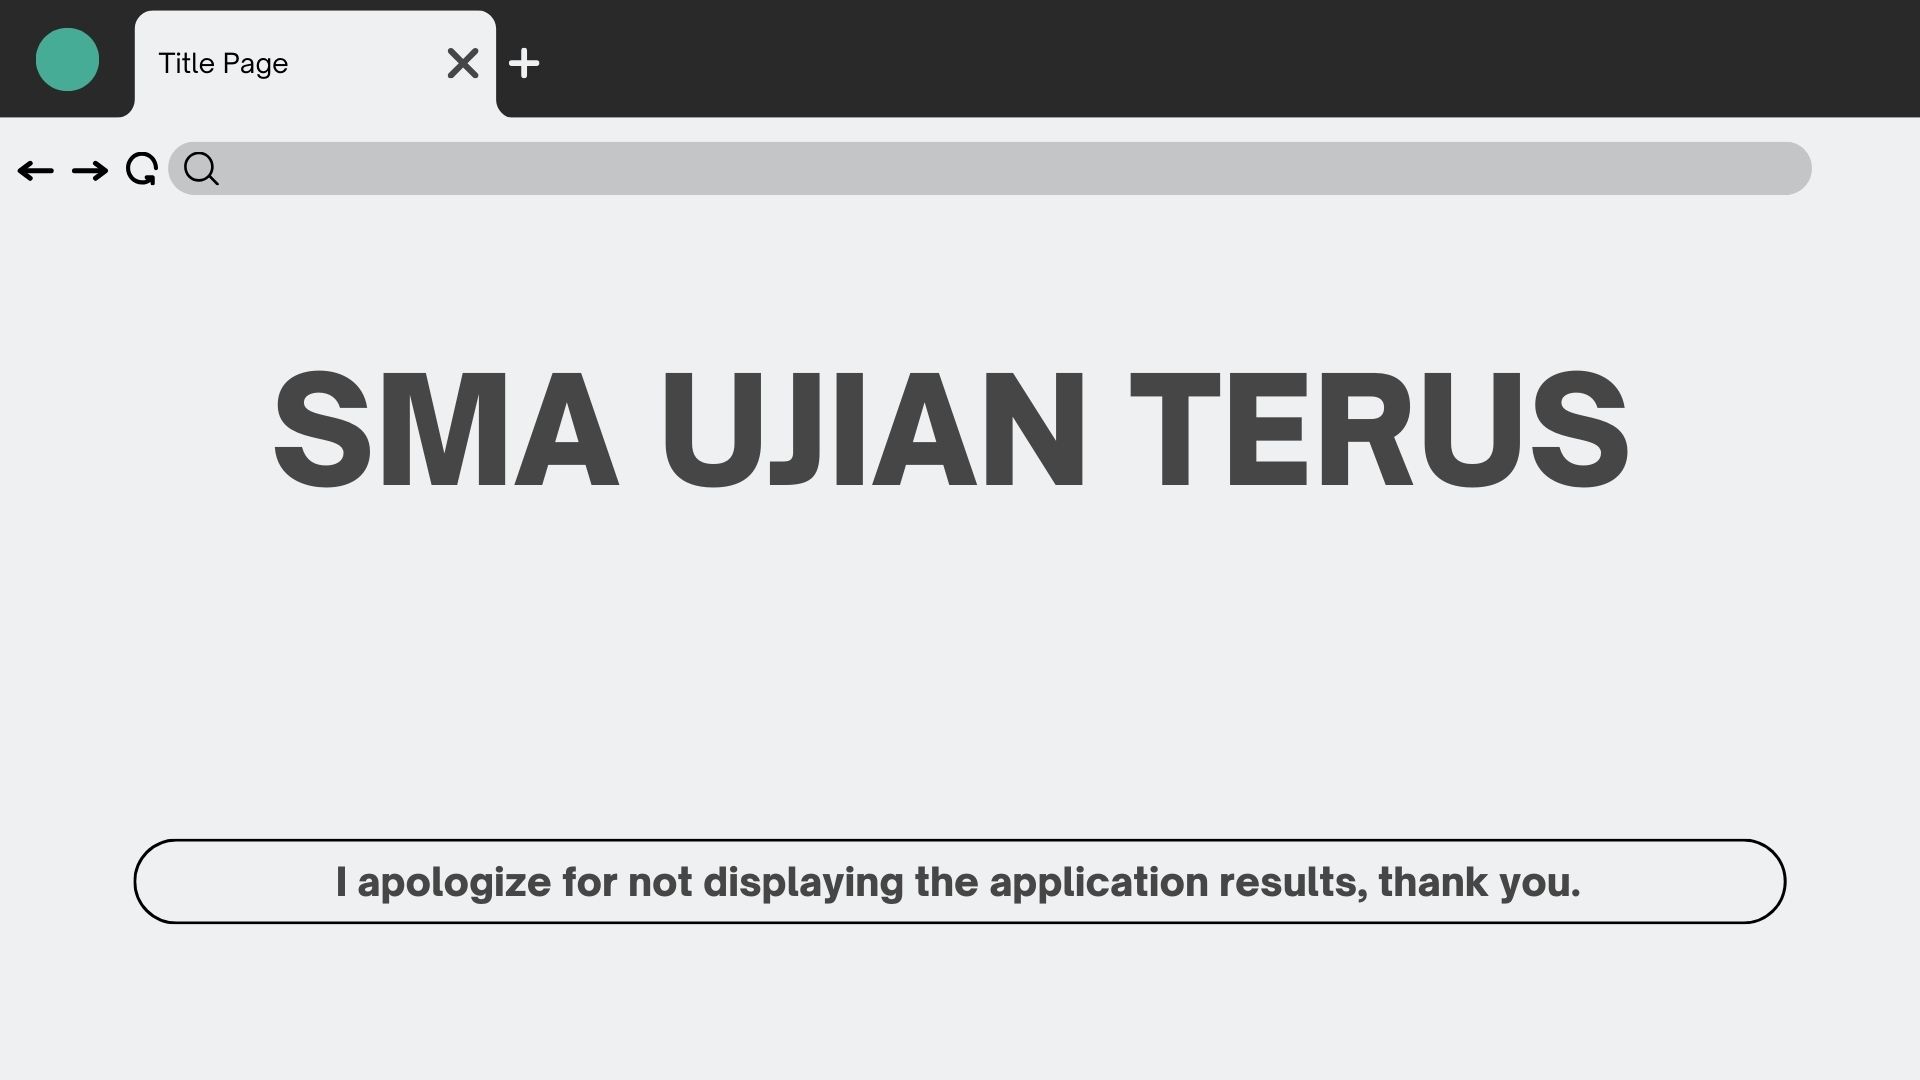 Title Page
SMA UJIAN TERUS
I apologize for not displaying the application results, thank you.